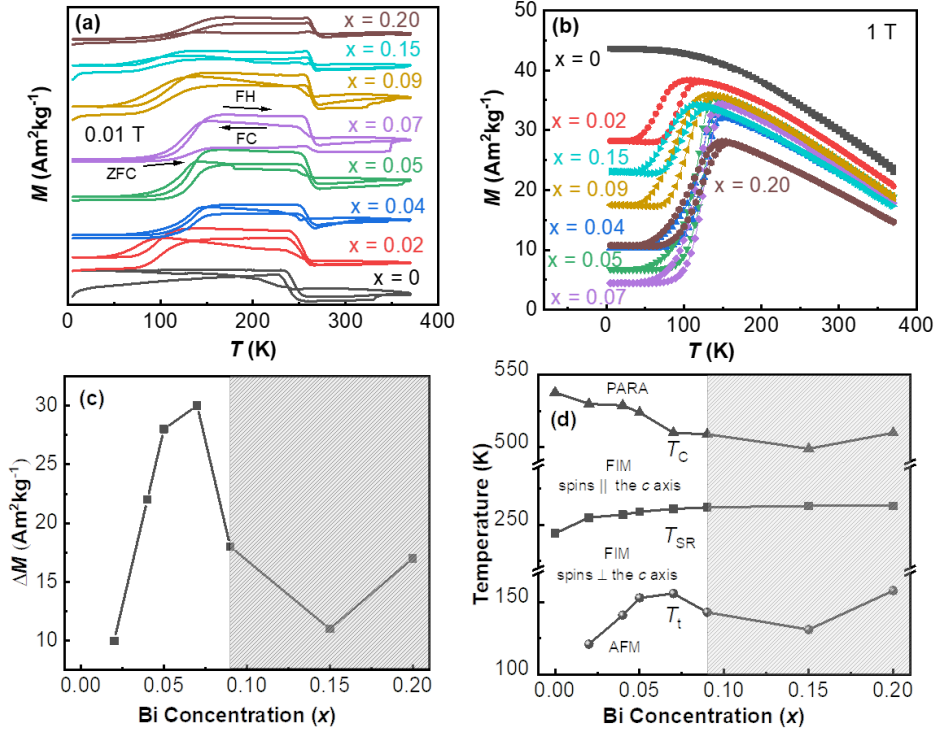 (a)
x = 0.20
x = 0.15
x = 0.09
FH
0.01 T
x = 0.07
FC
ZFC
x = 0.05
x = 0.04
x = 0.02
x = 0
M (Am²kg⁻¹)
0 100 200 300 400
T (K)
(b)
1 T
50
40
30
20
10
0
x = 0
x = 0.02
x = 0.15
x = 0.09
x = 0.20
x = 0.04
x = 0.05
x = 0.07
M (Am²kg⁻¹)
0 100 200 300 400
T (K)
(c)
30
25
20
15
10
ΔM (Am²kg⁻¹)
0.00 0.05 0.10 0.15 0.20
Bi Concentration (x)
550
500
250
150
100
Temperature (K)
PARA
(d)
T_C
FIM
spins || the c axis
T_SR
FIM
spins ⊥ the c axis
T_t
AFM
0.00 0.05 0.10 0.15 0.20
Bi Concentration (x)